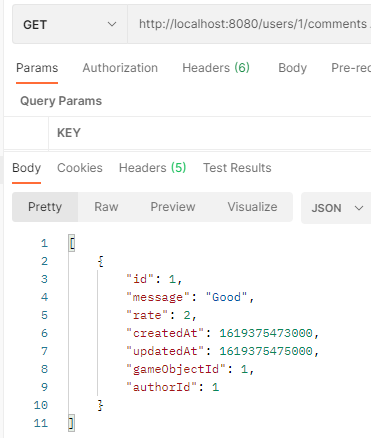 GET http://localhost:8080/users/1/comments
Params Authorization Headers (6) Body Pre-rec
Query Params
KEY
Body Cookies Headers (5) Test Results
Pretty Raw Preview Visualize JSON
1 [
2 {
3 "id": 1,
4 "message": "Good",
5 "rate": 2,
6 "createdAt": 1619375473000,
7 "updatedAt": 1619375475000,
8 "gameObjectId": 1,
9 "authorId": 1
10 }
11 ]